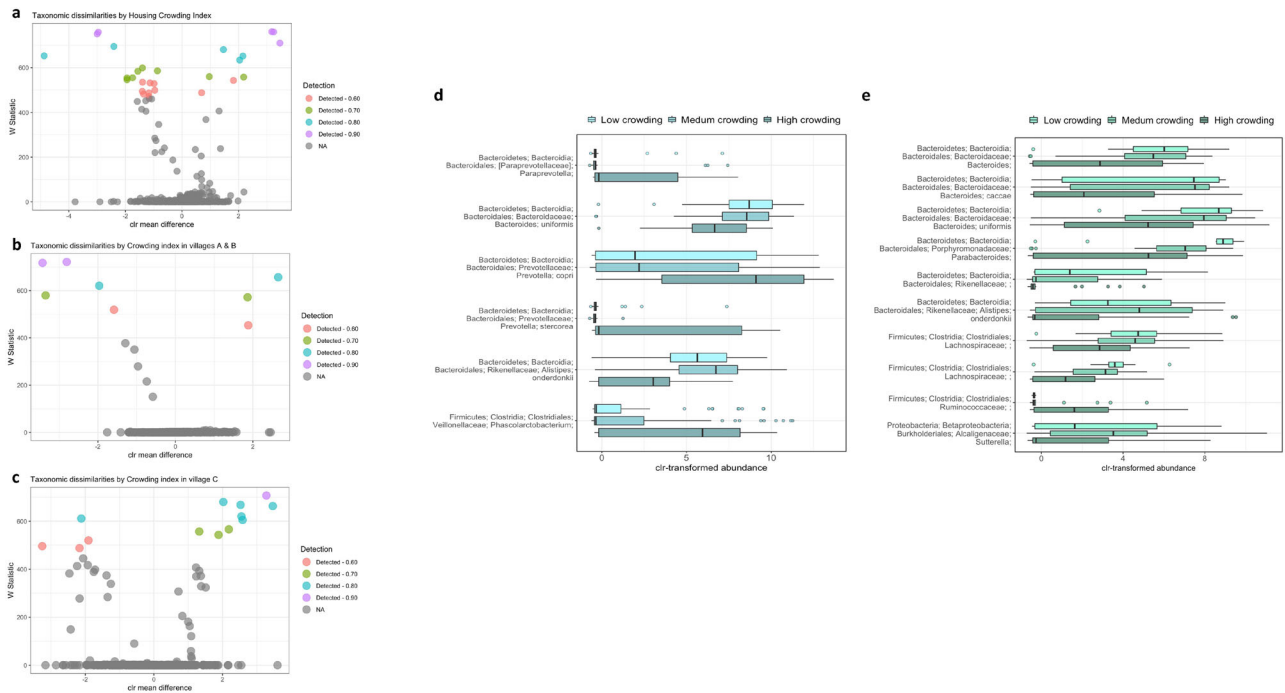 a
Taxonomic dissimilarities by Housing Crowding Index
W Statistic
600
400
200
0
-4
-2
0
2
clr mean difference
Detection
Detected - 0.60
Detected - 0.70
Detected - 0.80
Detected - 0.90
NA
b
Taxonomic dissimilarities by Crowding index in villages A & B
W Statistic
600
400
200
0
-2
0
2
clr mean difference
Detection
Detected - 0.60
Detected - 0.70
Detected - 0.80
Detected - 0.90
NA
c
Taxonomic dissimilarities by Crowding index in village C
W Statistic
600
400
200
0
-2
0
2
clr mean difference
Detection
Detected - 0.60
Detected - 0.70
Detected - 0.80
Detected - 0.90
NA
d
Low crowding Medum crowding High crowding
Bacteroidetes; Bacteroidia;
Bacteroidales; [Paraprevotellaceae];
Paraprevotella;
Bacteroidetes; Bacteroidia;
Bacteroidales; Bacteroidaceae;
Bacteroides; uniformis
Bacteroidetes; Bacteroidia;
Bacteroidales; Prevotellaceae;
Prevotella; copri
Bacteroidetes; Bacteroidia;
Bacteroidales; Prevotellaceae;
Prevotella; stercorea
Bacteroidetes; Bacteroidia;
Bacteroidales; Rikenellaceae; Alistipes;
onderdonkii
Firmicutes; Clostridia; Clostridiales;
Veillonellaceae; Phascolarctobacterium;
0
5
10
clr-transformed abundance
e
Low crowding Medum crowding High crowding
Bacteroidetes; Bacteroidia;
Bacteroidales; Bacteroidaceae;
Bacteroides;
Bacteroidetes; Bacteroidia;
Bacteroidales; Bacteroidaceae;
Bacteroides; caccae
Bacteroidetes; Bacteroidia;
Bacteroidales; Bacteroidaceae;
Bacteroides; uniformis
Bacteroidetes; Bacteroidia;
Bacteroidales; Porphyromonadaceae;
Parabacteroides;
Bacteroidetes; Bacteroidia;
Bacteroidales; Rikenellaceae; ;
Bacteroidetes; Bacteroidia;
Bacteroidales; Rikenellaceae; Alistipes;
onderdonkii
Firmicutes; Clostridia; Clostridiales;
Lachnospiraceae; ;
Firmicutes; Clostridia; Clostridiales;
Lachnospiraceae; ;
Firmicutes; Clostridia; Clostridiales;
Ruminococcaceae; ;
Proteobacteria; Betaproteobacteria;
Burkholderiales; Alcaligenaceae;
Sutterella;
0
4
8
clr-transformed abundance